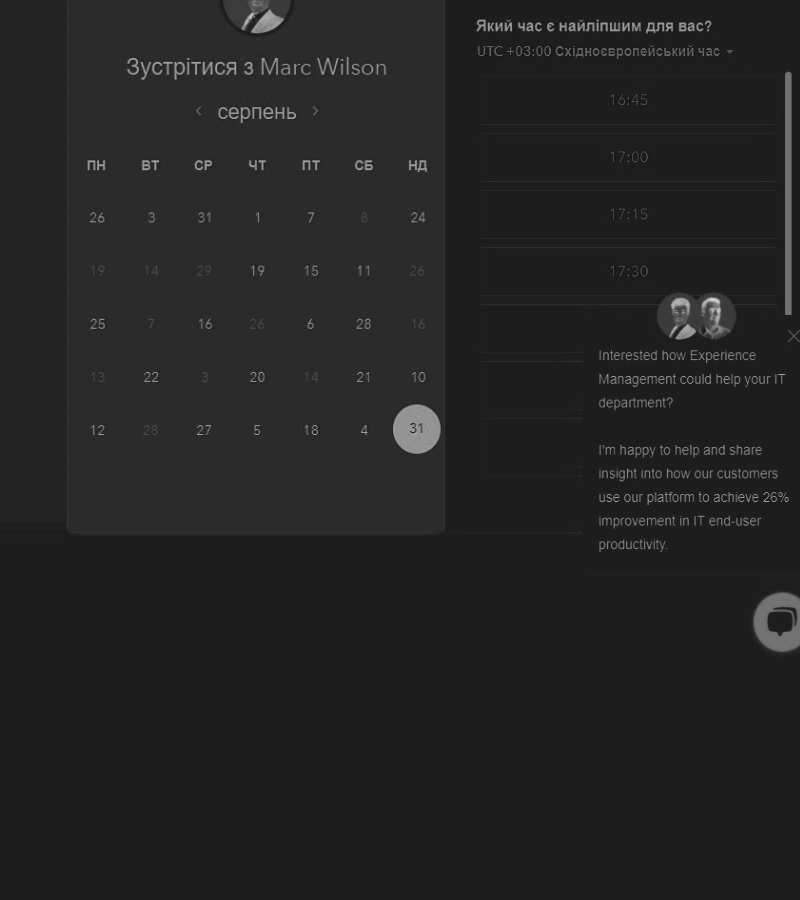 Зустрітися з Marc Wilson
серпень
ПН ВТ СР ЧТ ПТ СБ НД
26 3 31 1 7 8 24
19 14 29 19 15 11 26
25 7 16 26 6 28 16
13 22 3 20 14 21 10
12 28 27 5 18 4 31
Який час є найліпшим для вас?
UTC +03:00 Східноєвропейський час
16:45
17:00
17:15
17:30
Interested how Experience
Management could help your IT
department?
I'm happy to help and share
insight into how our customers
use our platform to achieve 26%
improvement in IT end-user
productivity.